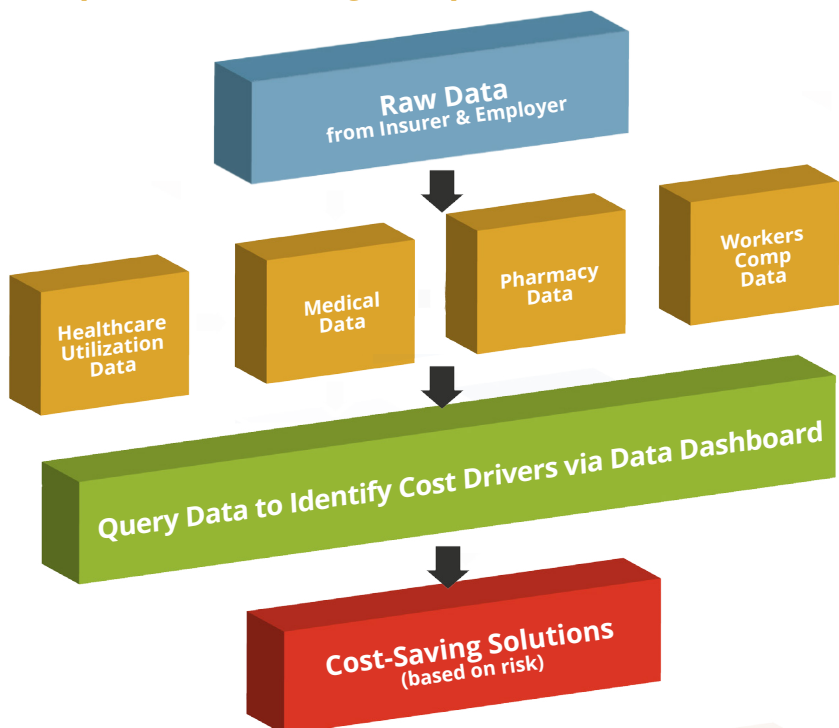 Raw Data
from Insurer & Employer
Healthcare
Utilization
Data
Medical
Data
Pharmacy
Data
Workers
Comp
Data
Query Data to Identify Cost Drivers via Data Dashboard
Cost-Saving Solutions
(based on risk)